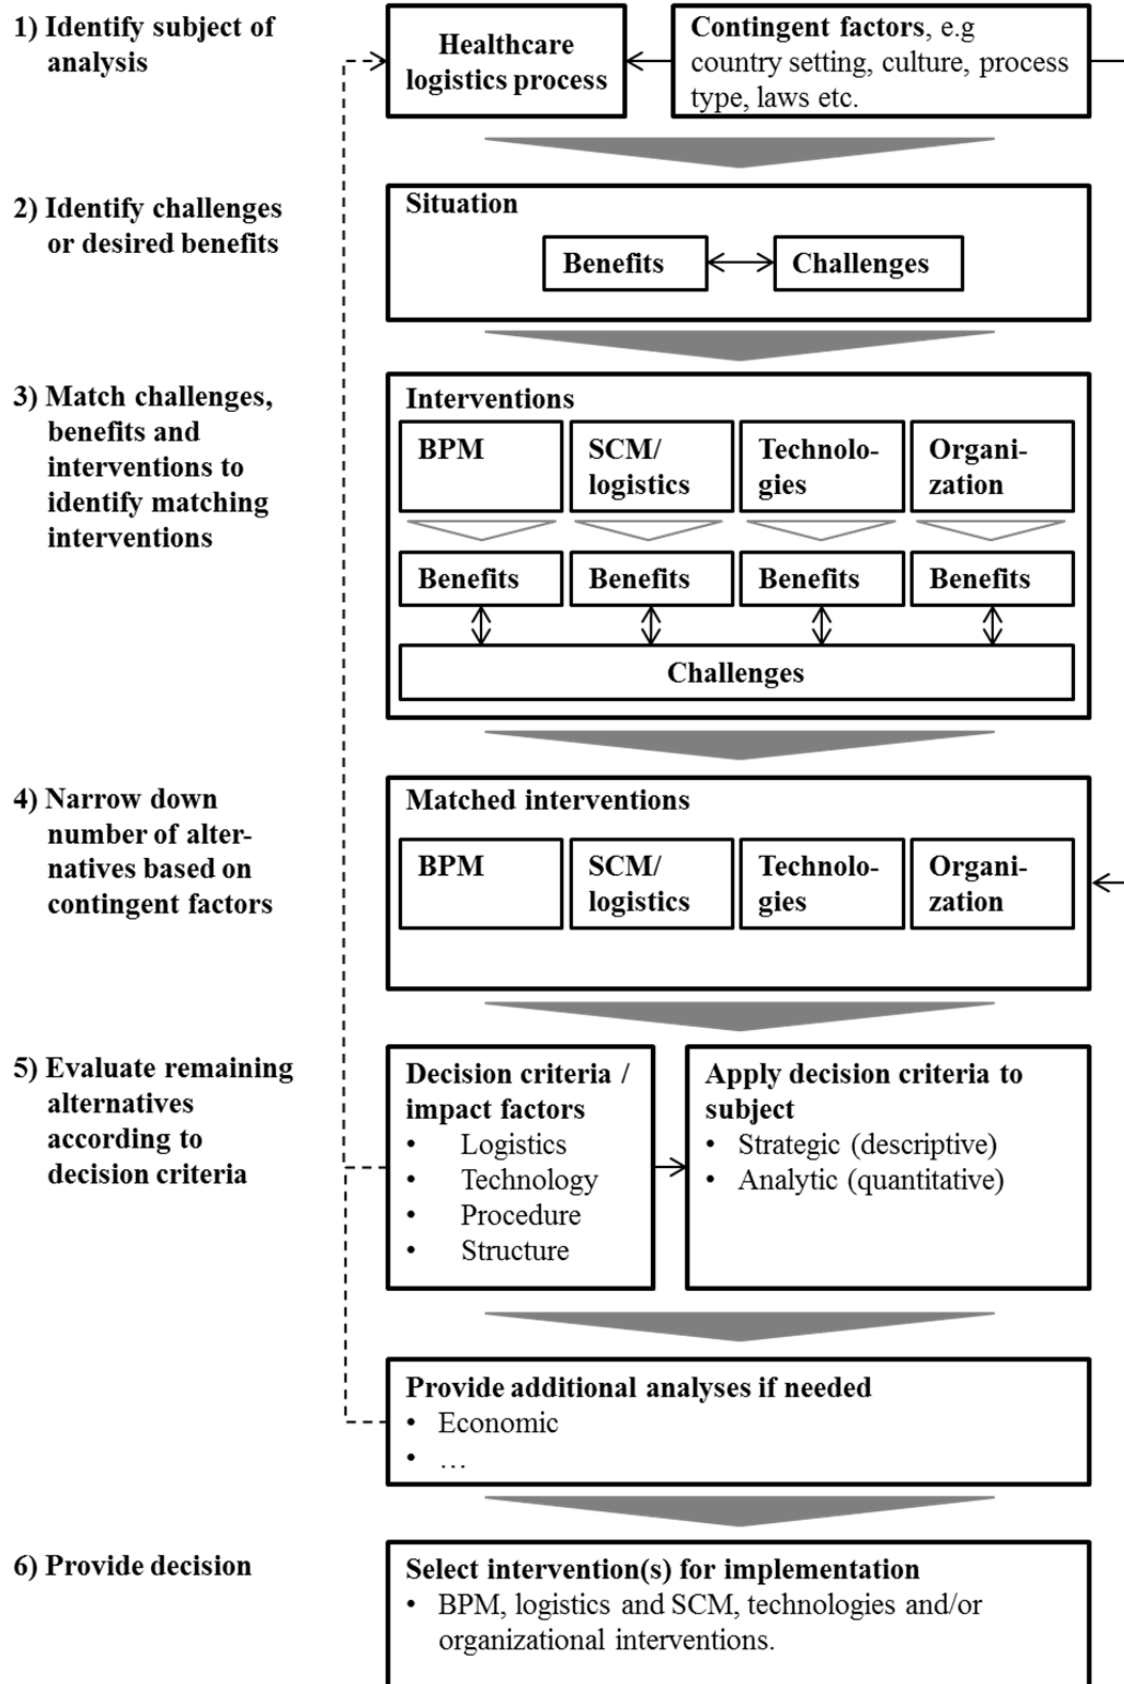 1) Identify subject of
analysis
Healthcare
logistics process
Contingent factors, e.g
country setting, culture, process
type, laws etc.
2) Identify challenges
or desired benefits
Situation
Benefits
Challenges
3) Match challenges,
benefits and
interventions to
identify matching
interventions
Interventions
BPM
SCM/
logistics
Technolo-
gies
Organi-
zation
Benefits
Benefits
Benefits
Benefits
Challenges
4) Narrow down
number of alter-
natives based on
contingent factors
Matched interventions
BPM
SCM/
logistics
Technolo-
gies
Organi-
zation
5) Evaluate remaining
alternatives
according to
decision criteria
Decision criteria /
impact factors
• Logistics
• Technology
• Procedure
• Structure
Apply decision criteria to
subject
• Strategic (descriptive)
• Analytic (quantitative)
Provide additional analyses if needed
• Economic
• …
6) Provide decision
Select intervention(s) for implementation
• BPM, logistics and SCM, technologies and/or
organizational interventions.